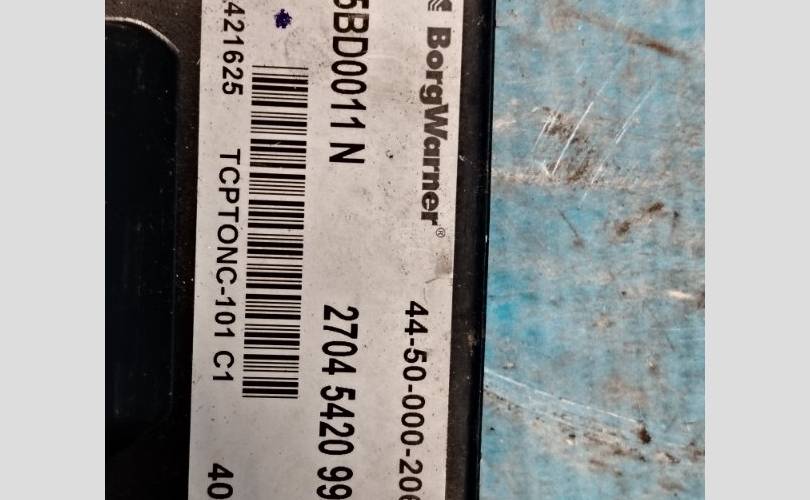 BorgWarner®
44-50-000-206
5BD0011 N
2704 5420 99
421625 TCPTONC-101 C1
40